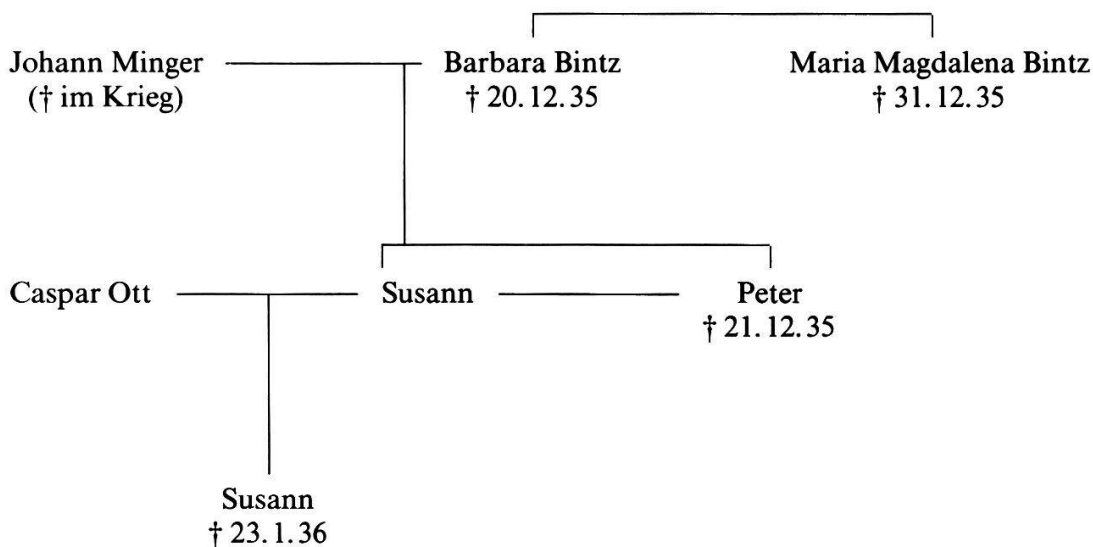 Johann Minger Barbara Bintz Maria Magdalena Bintz
(† im Krieg) † 20.12.35 † 31.12.35
Caspar Ott Susann Peter
† 21.12.35
Susann
† 23.1.36